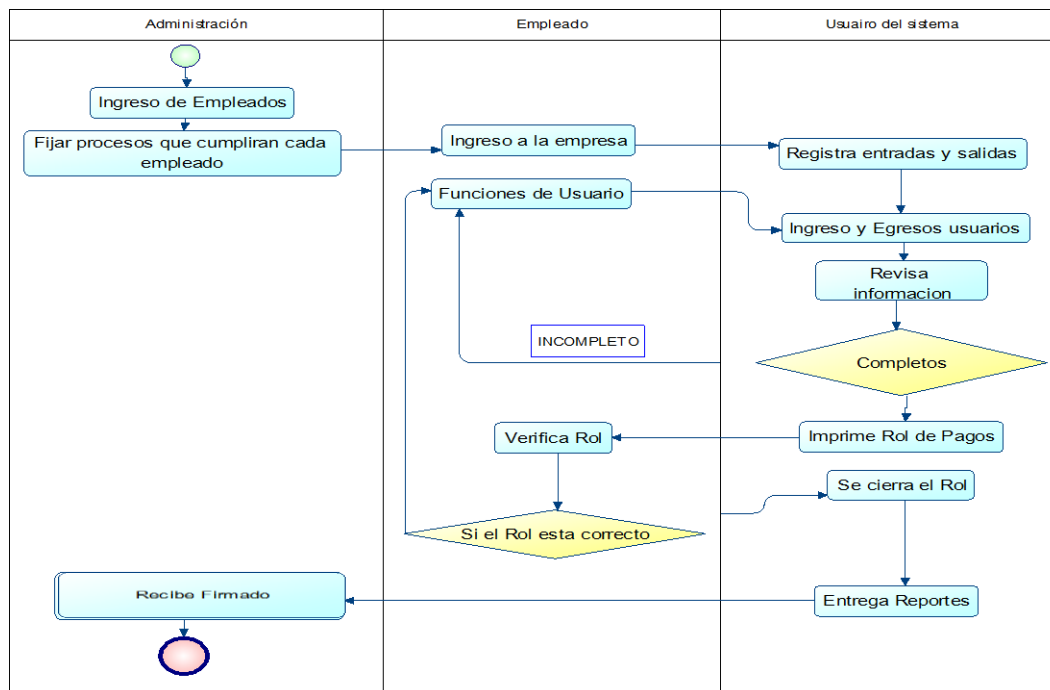 Administración
Empleado
Usuairo del sistema
Ingreso de Empleados
Fijar procesos que cumpliran cada
empleado
Ingreso a la empresa
Registra entradas y salidas
Funciones de Usuario
Ingreso y Egresos usuarios
Revisa
informacion
INCOMPLETO
Completos
Verifica Rol
Imprime Rol de Pagos
Se cierra el Rol
Si el Rol esta correcto
Recibe Firmado
Entrega Reportes